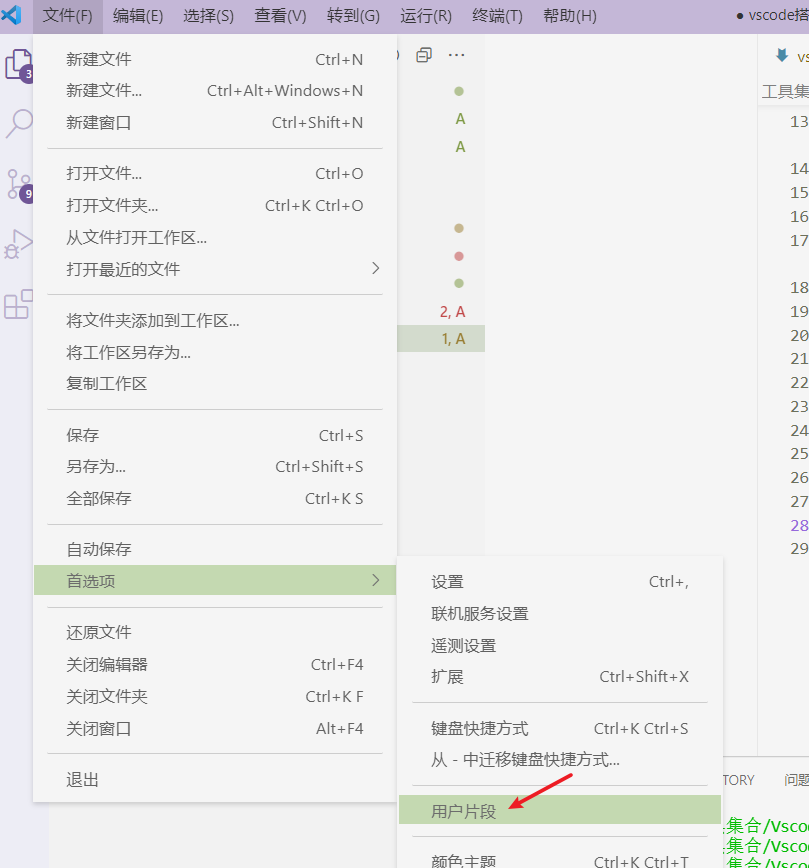 文件(F) 编辑(E) 选择(S) 查看(V) 转到(G) 运行(R) 终端(T) 帮助(H) ● vscode搭
新建文件 Ctrl+N
新建文件... Ctrl+Alt+Windows+N
新建窗口 Ctrl+Shift+N
打开文件... Ctrl+O
打开文件夹... Ctrl+K Ctrl+O
从文件打开工作区...
打开最近的文件
将文件夹添加到工作区...
将工作区另存为...
复制工作区
保存 Ctrl+S
另存为... Ctrl+Shift+S
全部保存 Ctrl+K S
自动保存
首选项
还原文件
关闭编辑器 Ctrl+F4
关闭文件夹 Ctrl+K F
关闭窗口 Alt+F4
退出
设置 Ctrl+,
联机服务设置
遥测设置
扩展 Ctrl+Shift+X
键盘快捷方式 Ctrl+K Ctrl+S
从 - 中迁移键盘快捷方式...
用户片段
颜色主题 Ctrl+K Ctrl+T
3
9
A
A
2, A
1, A
vs
工具集
13
14
15
16
17
18
19
20
21
22
23
24
25
26
27
28
29
TORY 问题
集合/Vsco
集合/Vsco
集合/Vsco